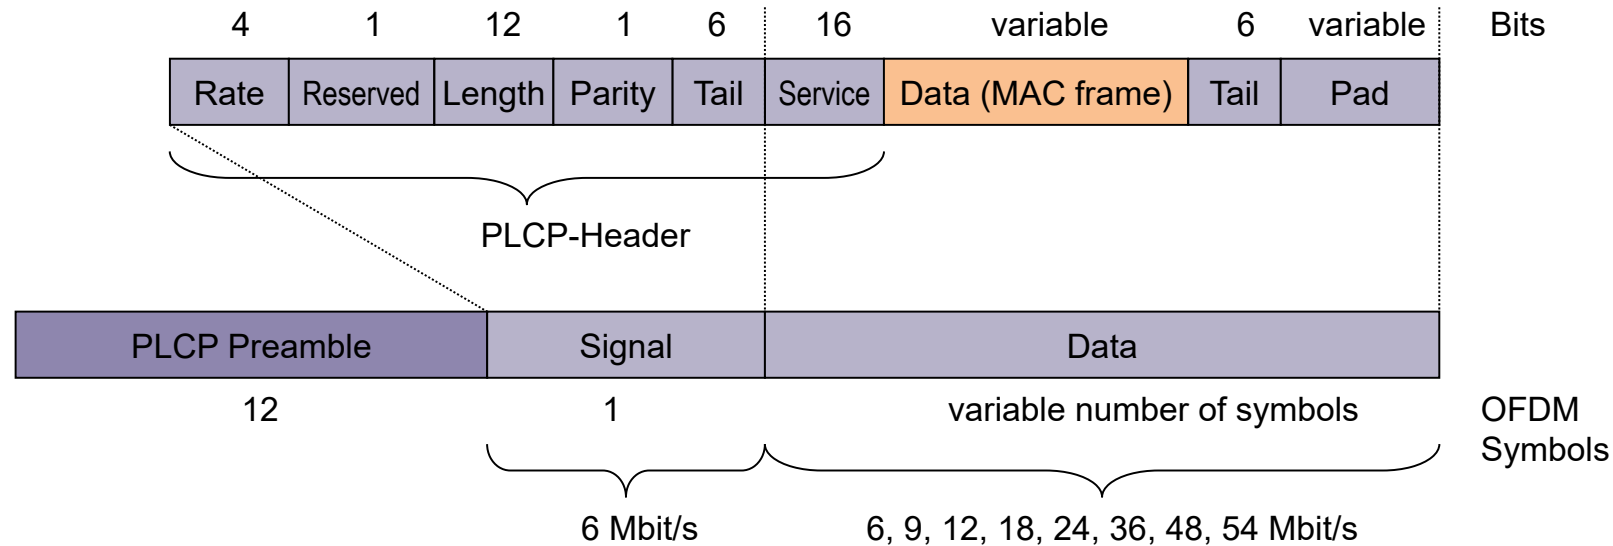 4 1 12 1 6 16 variable 6 variable Bits
Rate Reserved Length Parity Tail Service Data (MAC frame) Tail Pad
PLCP-Header
PLCP Preamble Signal Data
12 1 variable number of symbols OFDM
Symbols
6 Mbit/s 6, 9, 12, 18, 24, 36, 48, 54 Mbit/s